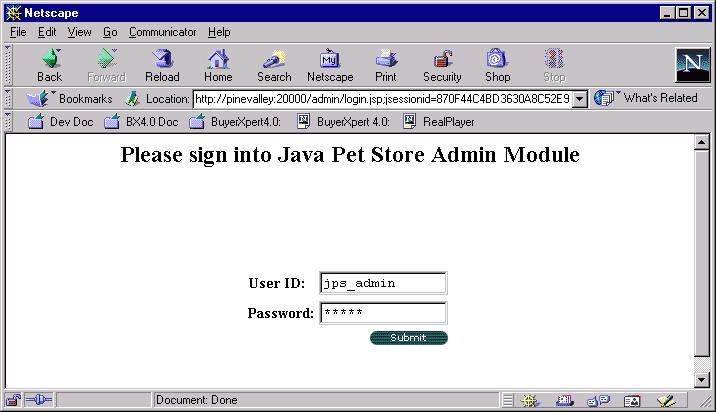 Netscape
File Edit View Go Communicator Help
Back Forward Reload Home Search Netscape Print Security Shop Stop
N
Bookmarks Location: http://pinevalley:20000/admin/login.jsp;jsessionid=870F44C4BD3630A8C52E9 What's Related
Dev Doc BX4.0 Doc BuyerXpert4.0: BuyerXpert 4.0: RealPlayer
Please sign into Java Pet Store Admin Module
User ID: jps_admin
Password: *****
Submit
Document: Done